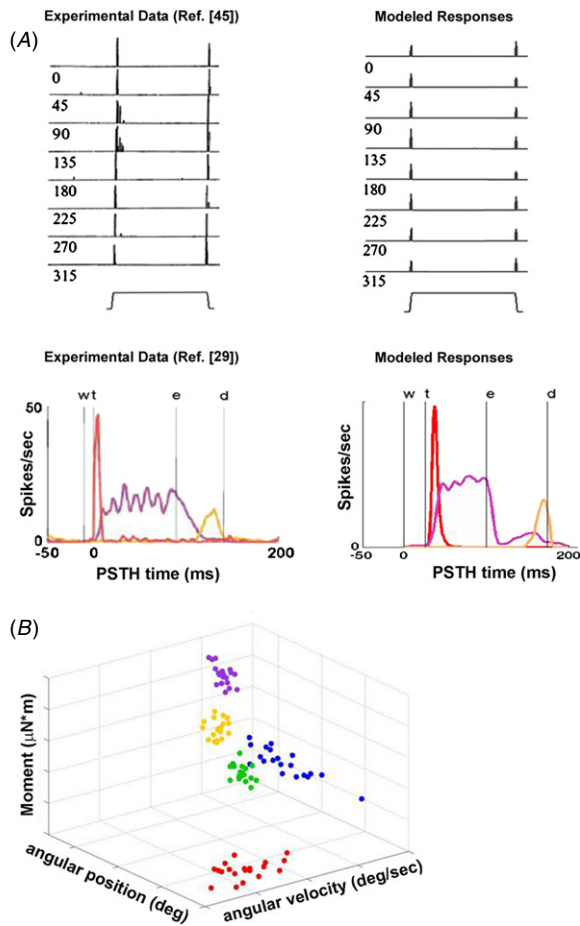 Experimental Data (Ref. [45])
Modeled Responses
(A)
0
45
90
135
180
225
270
315
0
45
90
135
180
225
270
315
Experimental Data (Ref. [29])
Modeled Responses
w t e d
50
Spikes/sec
0
-50 0 200
PSTH time (ms)
w t e d
Spikes/sec
0
-50 0 200
PSTH time (ms)
(B)
Moment (μN*m)
angular position (deg)
angular velocity (deg/sec)